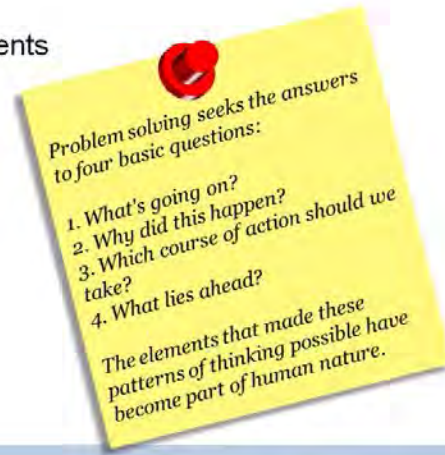 ents
Problem solving seeks the answers
to four basic questions:
1. What's going on?
2. Why did this happen?
3. Which course of action should we
take?
4. What lies ahead?
The elements that made these
patterns of thinking possible have
become part of human nature.